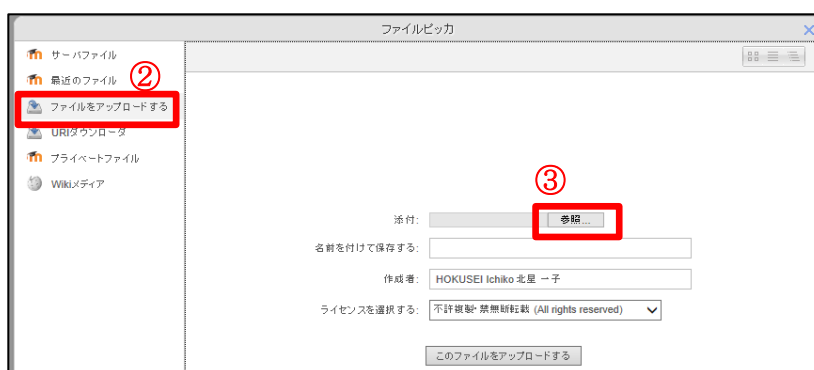 ファイルピッカ
サーバファイル
最近のファイル
②
ファイルをアップロードする
URLダウンローダ
プライベートファイル
Wikiメディア
③
添付: 参照...
名前を付けて保存する:
作成者: HOKUSEI Ichiko 北星 一子
ライセンスを選択する: 不許複製・禁無断転載 (All rights reserved)
このファイルをアップロードする